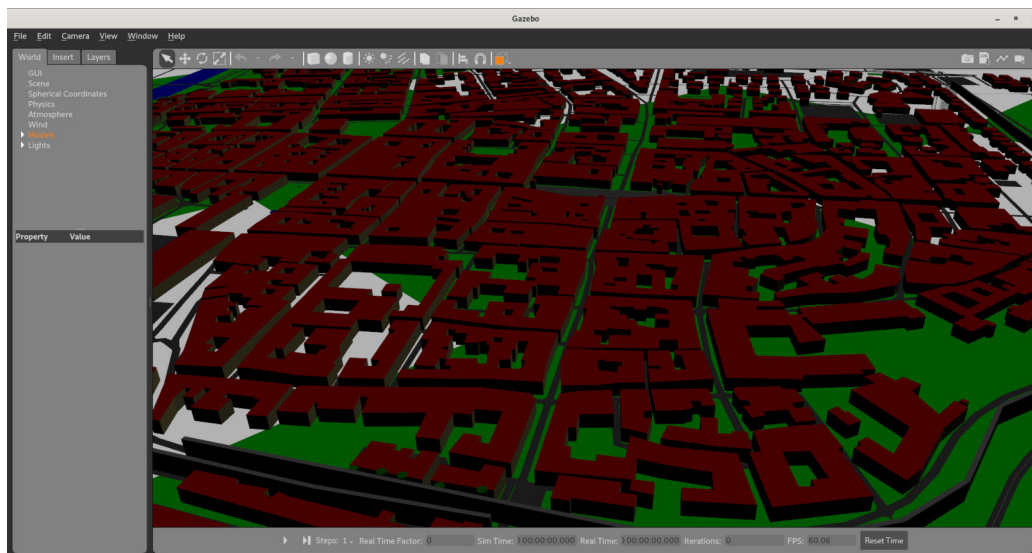 Gazebo
File Edit Camera View Window Help
World Insert Layers
GUI
Scene
Spherical Coordinates
Physics
Atmosphere
Wind
Models
Lights
Property Value
Steps: 1 Real Time Factor: 0 Sim Time: 00:00:00.000 Real Time: 00:00:00.000 Iterations: 0 FPS: 60.06 Reset Time